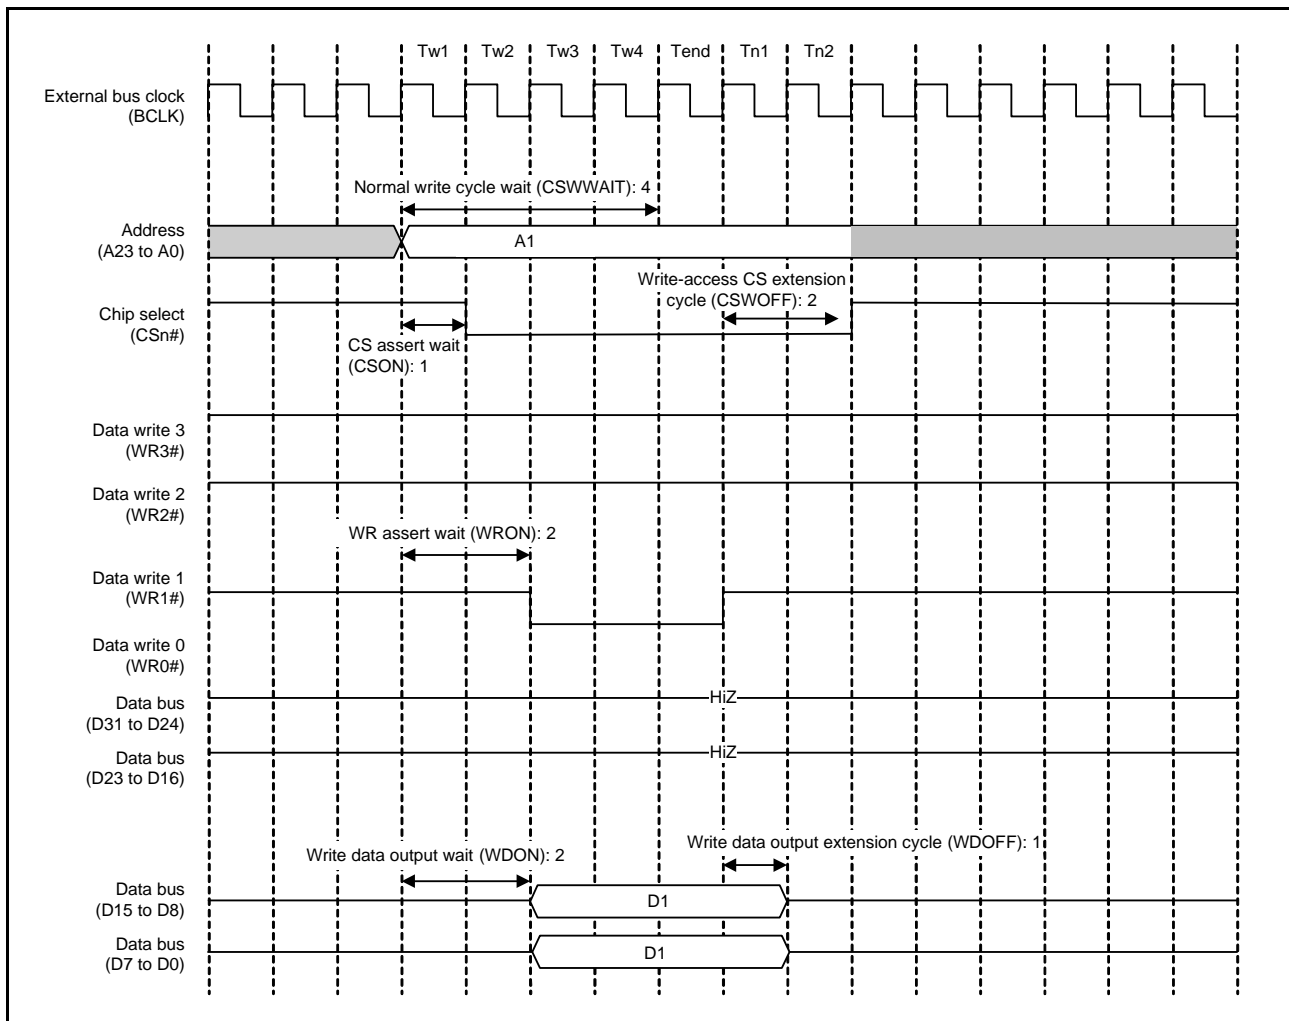 Tw1 Tw2 Tw3 Tw4 Tend Tn1 Tn2
External bus clock
(BCLK)
Normal write cycle wait (CSWWAIT): 4
Address
(A23 to A0)
A1
Write-access CS extension
cycle (CSWOFF): 2
Chip select
(CSn#)
CS assert wait
(CSON): 1
Data write 3
(WR3#)
Data write 2
(WR2#)
WR assert wait (WRON): 2
Data write 1
(WR1#)
Data write 0
(WR0#)
Data bus
(D31 to D24)
HiZ
Data bus
(D23 to D16)
HiZ
Write data output extension cycle (WDOFF): 1
Write data output wait (WDON): 2
Data bus
(D15 to D8)
D1
Data bus
(D7 to D0)
D1